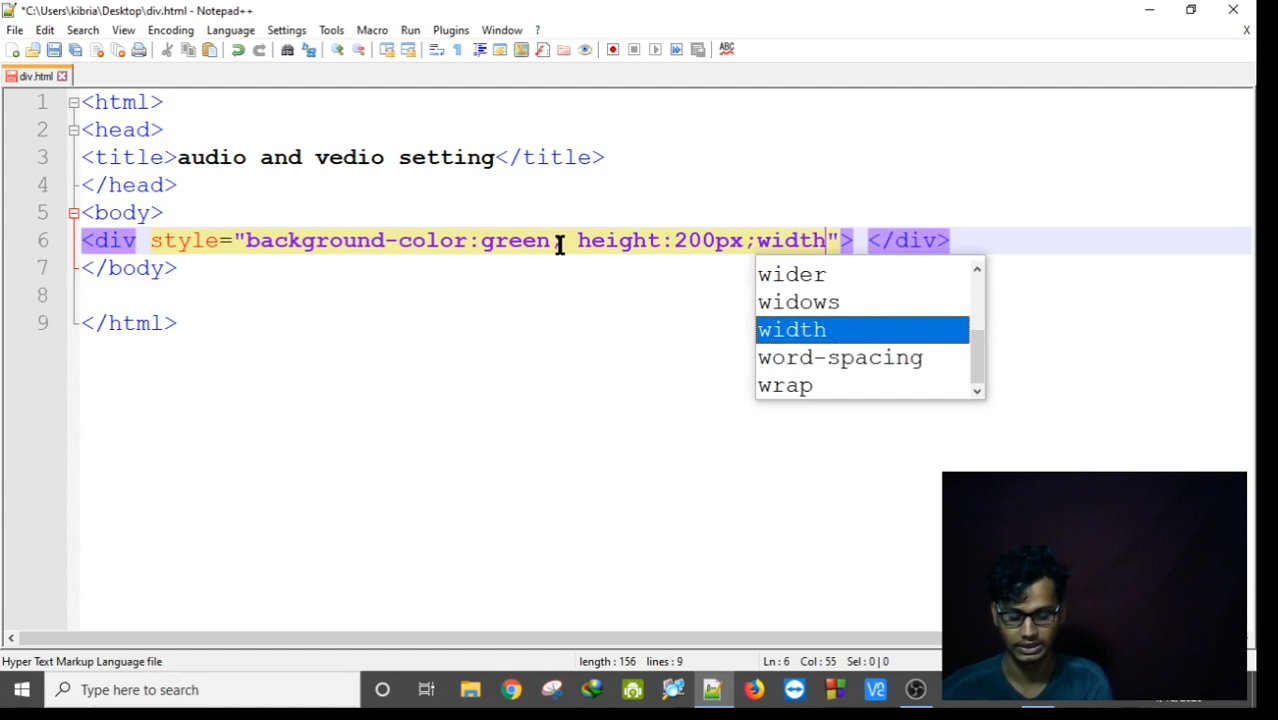 *C:\Users\kibria\Desktop\div.html - Notepad++
File Edit Search View Encoding Language Settings Tools Macro Run Plugins Window ? X
ABC
div.html
1 <html>
2 <head>
3 <title>audio and vedio setting</title>
4 </head>
5 <body>
6 <div style="background-color:green; height:200px;width"> </div>
7 </body>
8
9 </html>
wider
widows
width
word-spacing
wrap
Hyper Text Markup Language file length : 156 lines : 9 Ln : 6 Col : 55 Sel : 0 | 0
Type here to search